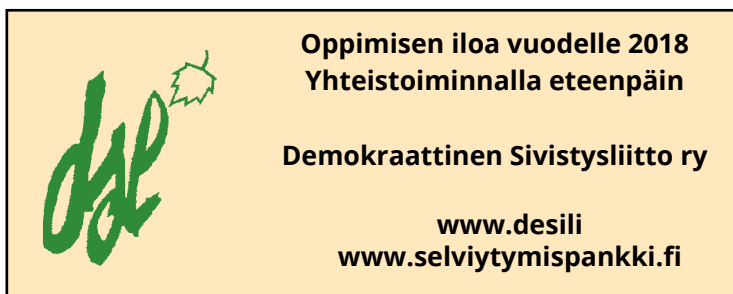 Oppimisen iloa vuodelle 2018
Yhteistoiminnalla eteenpäin
Demokraattinen Sivistysliitto ry
dsl
www.desili
www.selviytymispankki.fi